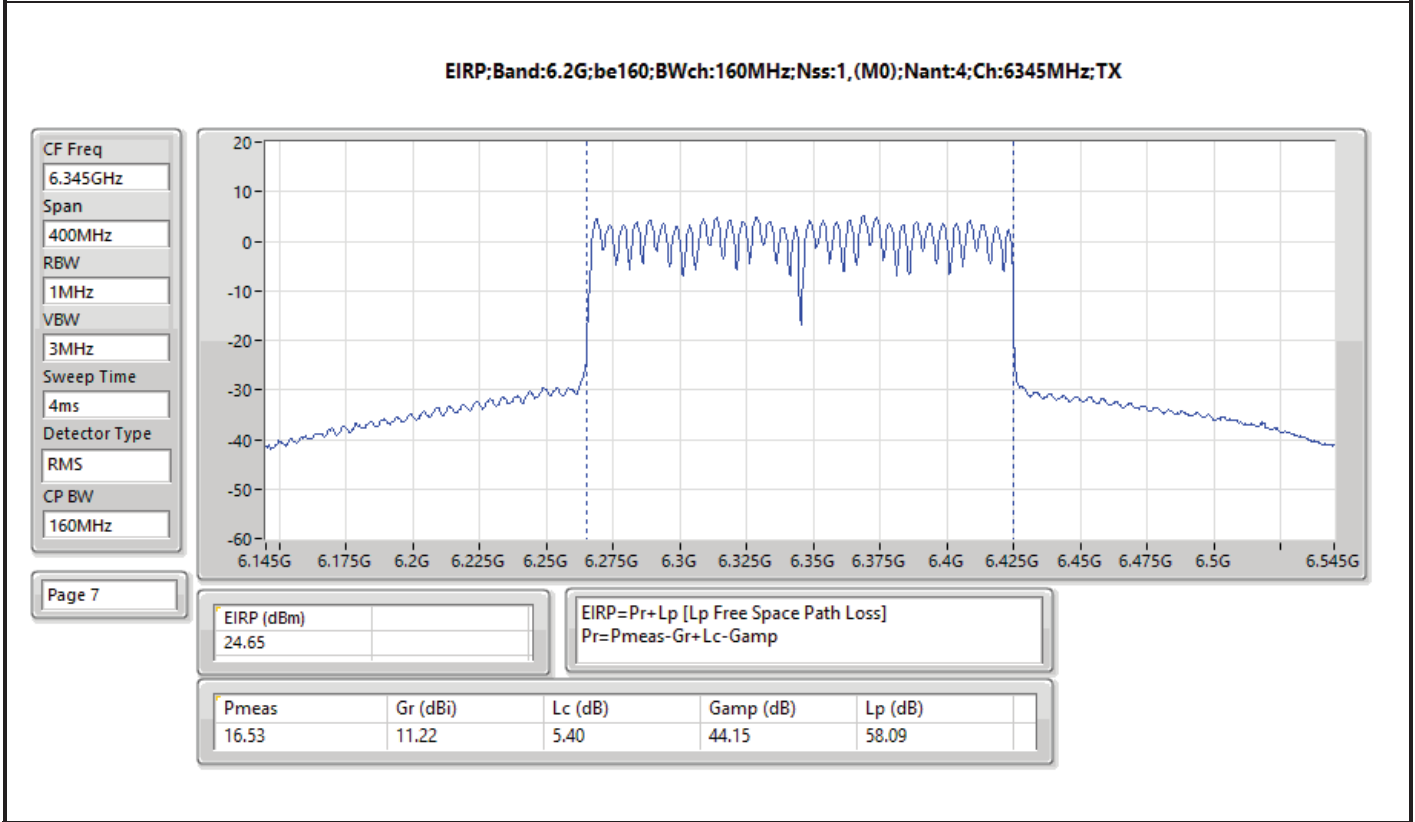 EIRP;Band:6.2G;be160;BWch:160MHz;Nss:1,(M0);Nant:4;Ch:6345MHz;TX
CF Freq
6.345GHz
Span
400MHz
RBW
1MHz
VBW
3MHz
Sweep Time
4ms
Detector Type
RMS
CP BW
160MHz
Page 7
20
10
0
-10
-20
-30
-40
-50
-60
6.145G 6.175G 6.2G 6.225G 6.25G 6.275G 6.3G 6.325G 6.35G 6.375G 6.4G 6.425G 6.45G 6.475G 6.5G 6.545G
EIRP (dBm)
24.65
EIRP=Pr+Lp [Lp Free Space Path Loss]
Pr=Pmeas-Gr+Lc-Gamp
Pmeas Gr (dBi) Lc (dB) Gamp (dB) Lp (dB)
16.53 11.22 5.40 44.15 58.09